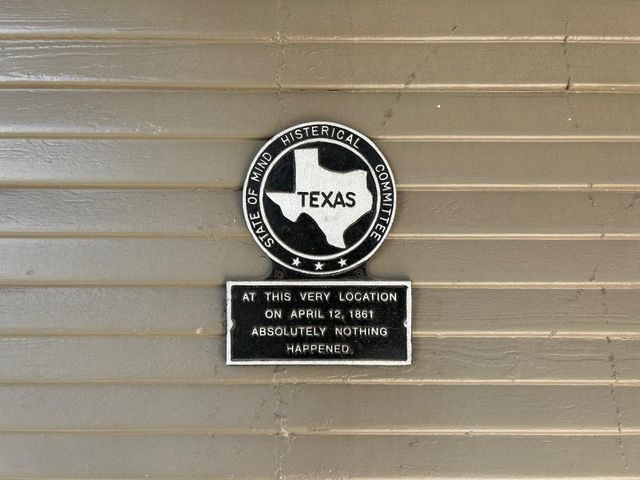 STATE OF MIND HISTERICAL COMMITTEE
TEXAS
AT THIS VERY LOCATION
ON APRIL 12, 1861
ABSOLUTELY NOTHING
HAPPENED.